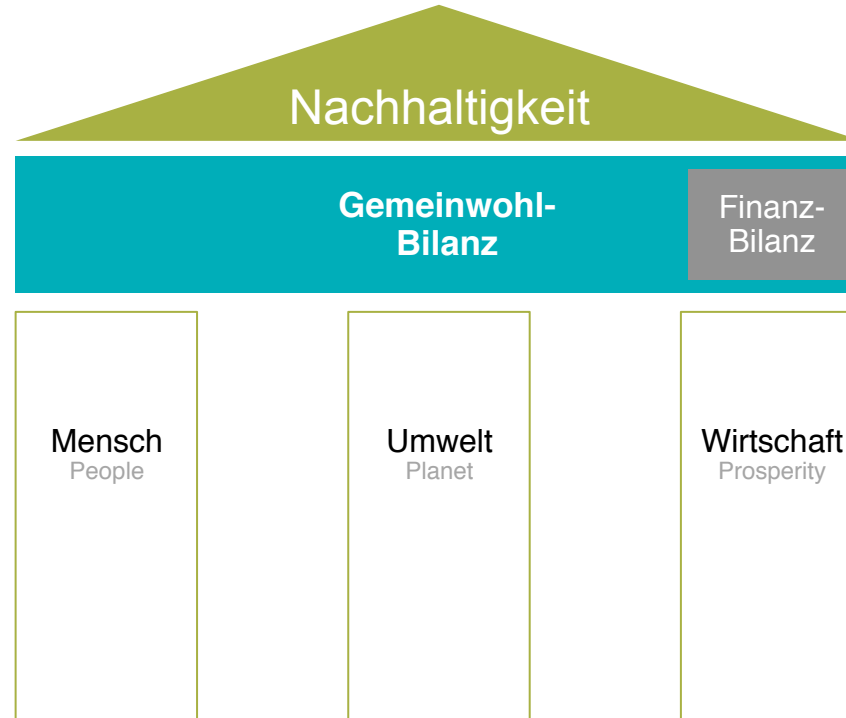 Nachhaltigkeit
Gemeinwohl-
Bilanz
Finanz-
Bilanz
Mensch
People
Umwelt
Planet
Wirtschaft
Prosperity